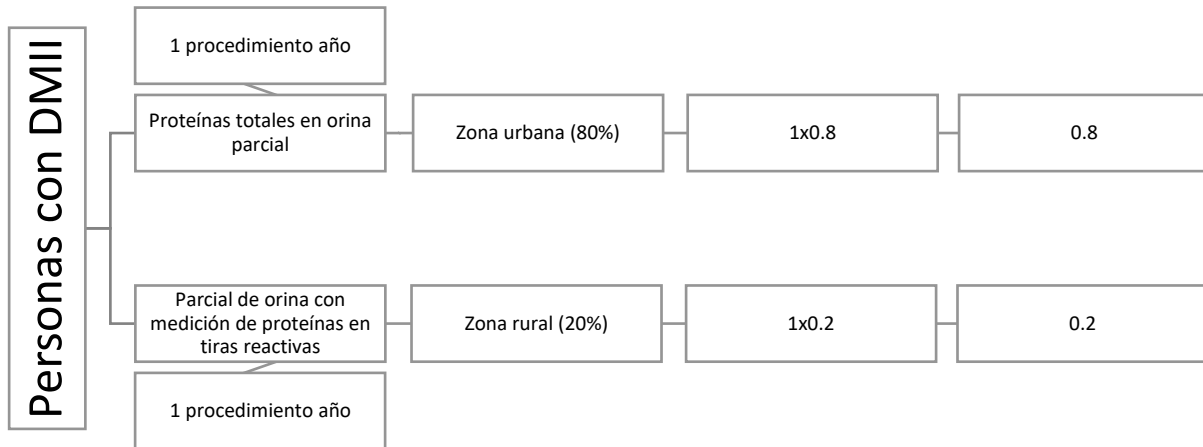 Personas con DMII
1 procedimiento año
Proteínas totales en orina
parcial
Zona urbana (80%)
1x0.8
0.8
Parcial de orina con
medición de proteínas en
tiras reactivas
Zona rural (20%)
1x0.2
0.2
1 procedimiento año